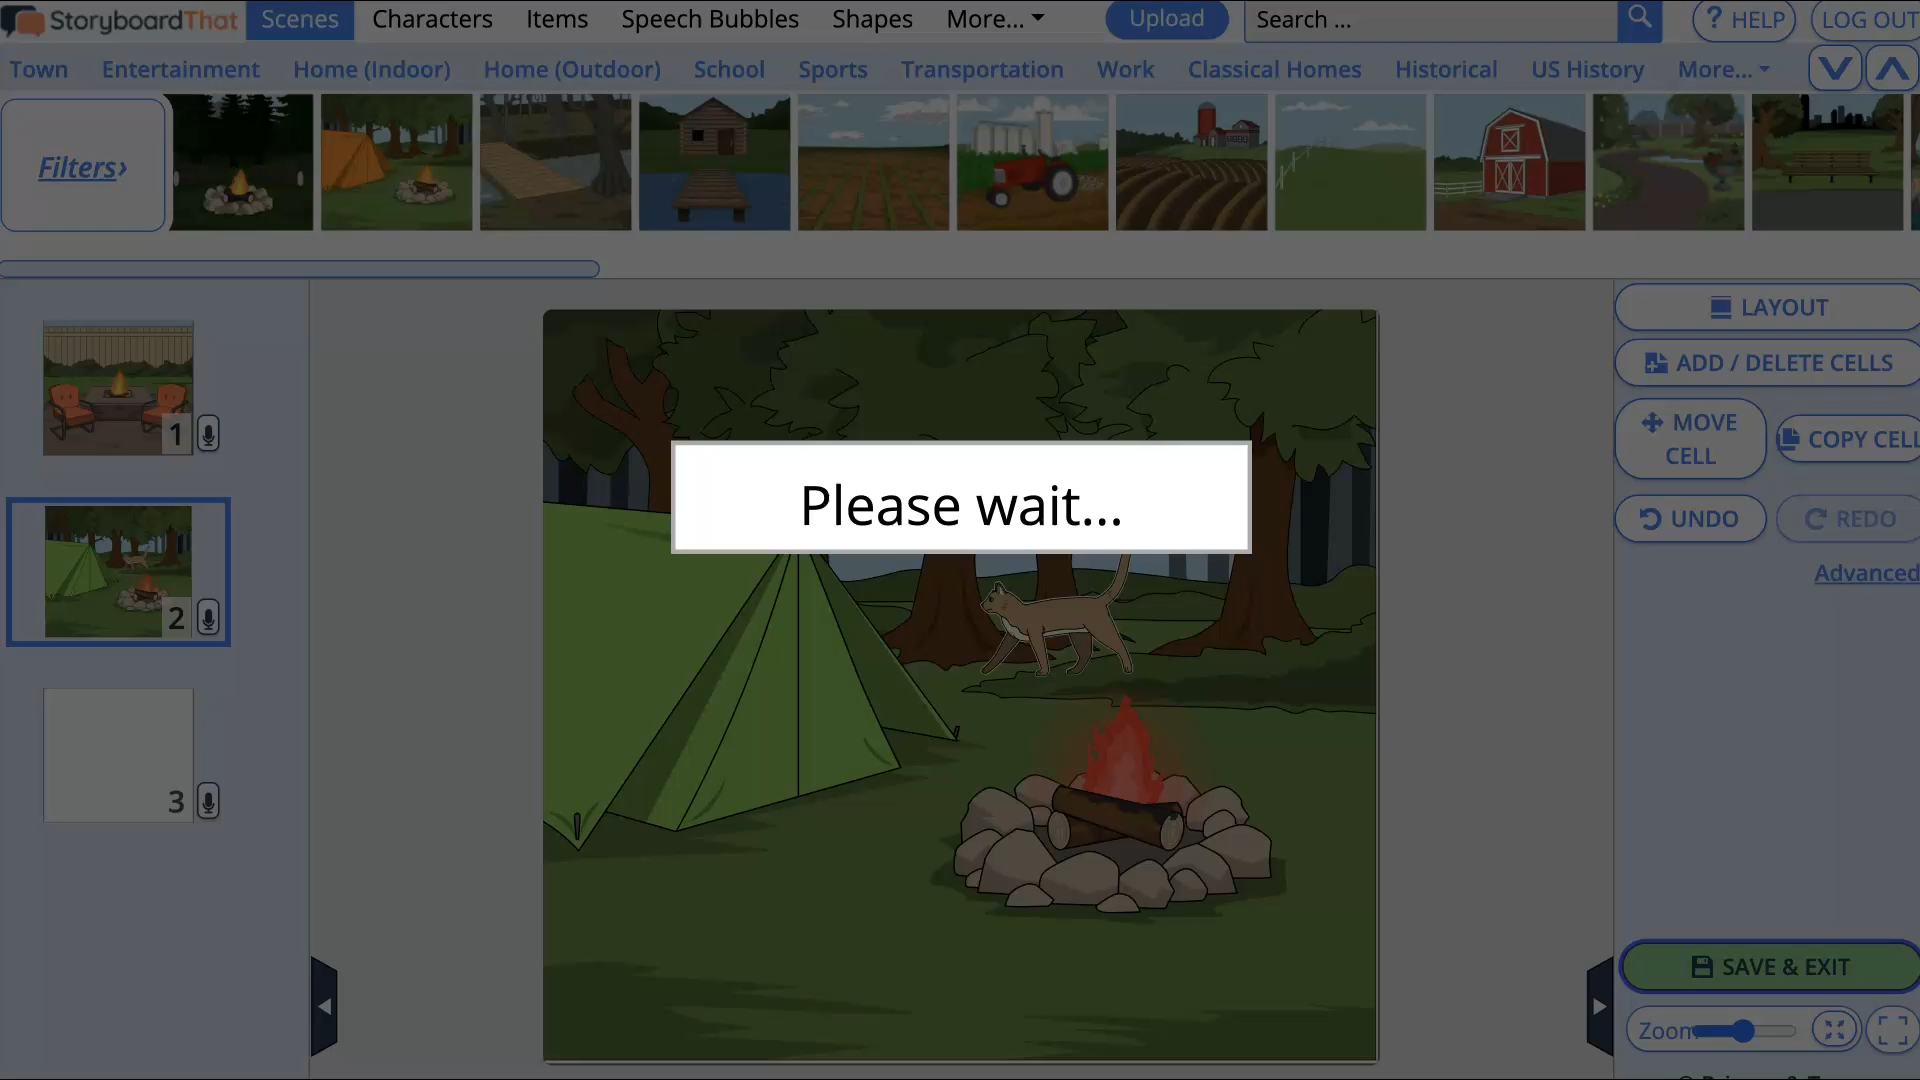 StoryboardThat Scenes Characters Items Speech Bubbles Shapes More... Upload Search ... ? HELP LOG OUT
Town Entertainment Home (Indoor) Home (Outdoor) School Sports Transportation Work Classical Homes Historical US History More...
Filters›
LAYOUT
ADD / DELETE CELLS
MOVE CELL
COPY CELL
UNDO
REDO
Advanced
1
2
3
Please wait...
SAVE & EXIT
Zoom